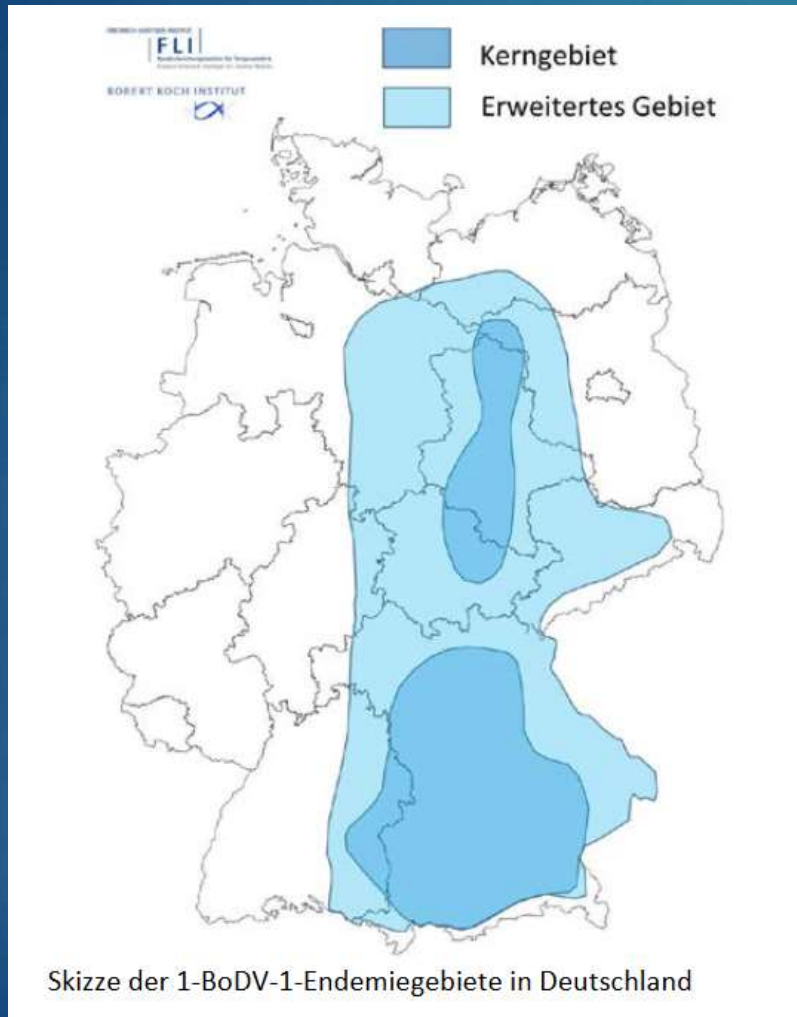 FLI
ROBERT KOCH INSTITUT
Kerngebiet
Erweitertes Gebiet
Skizze der 1-BoDV-1-Endemiegebiete in Deutschland